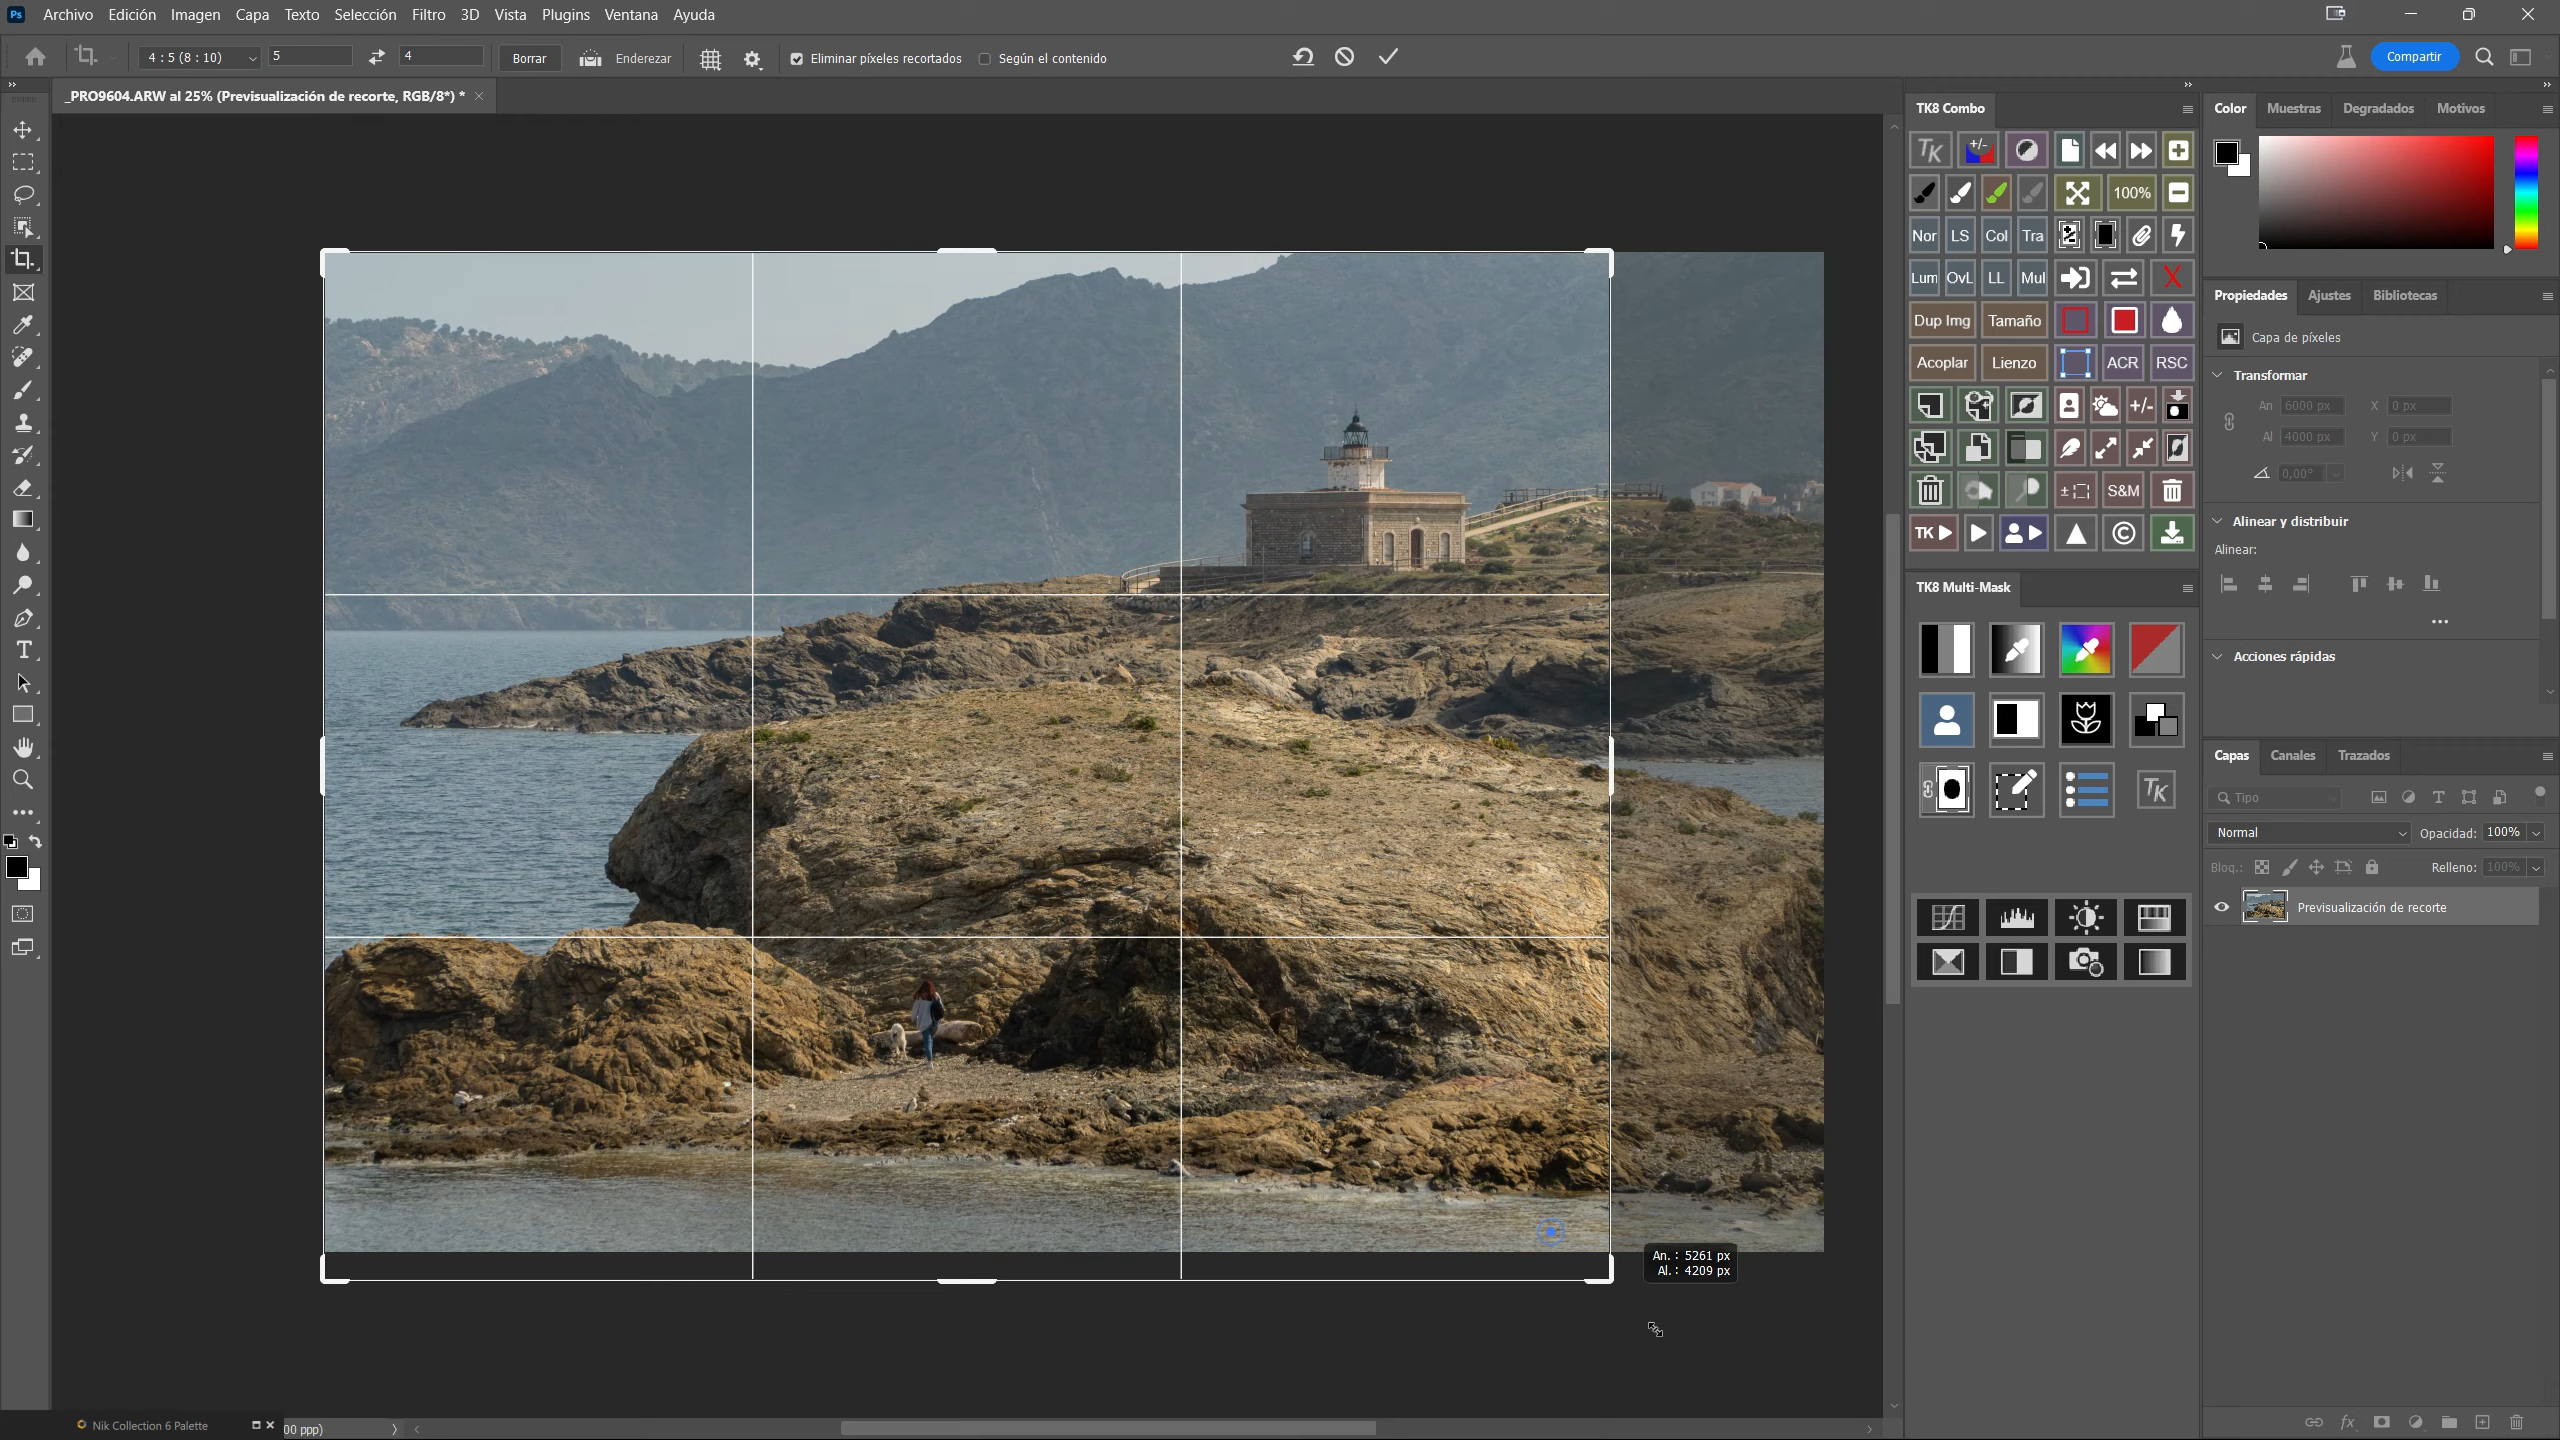 Ps Archivo Edición Imagen Capa Texto Selección Filtro 3D Vista Plugins Ventana Ayuda
4 : 5 (8 : 10) 5 4 Borrar Enderezar Eliminar píxeles recortados Según el contenido Compartir
_PRO9604.ARW al 25% (Previsualización de recorte, RGB/8*) *
TK8 Combo
TK +/-
100%
Nor LS Col Tra
Lum OvL LL Mul X
Dup Img Tamaño
Acoplar Lienzo ACR RSC
+/-
S&M
TK ©
TK8 Multi-Mask
TK
Color Muestras Degradados Motivos
Propiedades Ajustes Bibliotecas
Capa de píxeles
Transformar
An 6000 px X 0 px
Al 4000 px Y 0 px
0,00°
Alinear y distribuir
Alinear:
Acciones rápidas
Capas Canales Trazados
Tipo
Normal Opacidad: 100%
Bloq.: Relleno: 100%
Previsualización de recorte
fx
An. : 5261 px
Al. : 4209 px
Nik Collection 6 Palette
00 ppp)